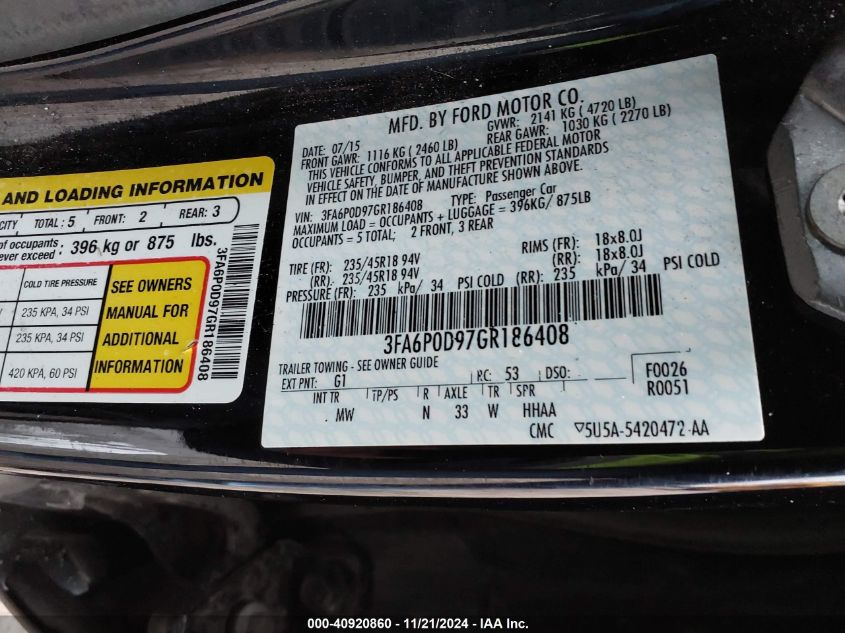 AND LOADING INFORMATION
CITY TOTAL: 5 FRONT: 2 REAR: 3
of occupants
ever exceed : 396 kg or 875 lbs.
COLD TIRE PRESSURE
235 KPA, 34 PSI
235 KPA, 34 PSI
420 KPA, 60 PSI
SEE OWNERS
MANUAL FOR
ADDITIONAL
INFORMATION
3FA6P0D97GR186408
MFD. BY FORD MOTOR CO.
DATE: 07/15 GVWR: 2141 KG ( 4720 LB)
FRONT GAWR: 1116 KG ( 2460 LB) REAR GAWR: 1030 KG ( 2270 LB)
THIS VEHICLE CONFORMS TO ALL APPLICABLE FEDERAL MOTOR
VEHICLE SAFETY, BUMPER, AND THEFT PREVENTION STANDARDS
IN EFFECT ON THE DATE OF MANUFACTURE SHOWN ABOVE.
VIN: 3FA6P0D97GR186408 TYPE: Passenger Car
MAXIMUM LOAD = OCCUPANTS + LUGGAGE = 396KG/ 875LB
OCCUPANTS = 5 TOTAL; 2 FRONT, 3 REAR
TIRE (FR): 235/45R18 94V RIMS (FR): 18x8.0J
(RR): 235/45R18 94V (RR): 18x8.0J
PRESSURE (FR): 235 kPa/ 34 PSI COLD (RR): 235 kPa/ 34 PSI COLD
3FA6P0D97GR186408
TRAILER TOWING - SEE OWNER GUIDE
EXT PNT: G1 RC: 53 DSO: F0026
INT TR TP/PS R AXLE TR SPR R0051
. MW N 33 W HHAA
CMC ▽5U5A-5420472-AA
000-40920860 - 11/21/2024 - IAA Inc.